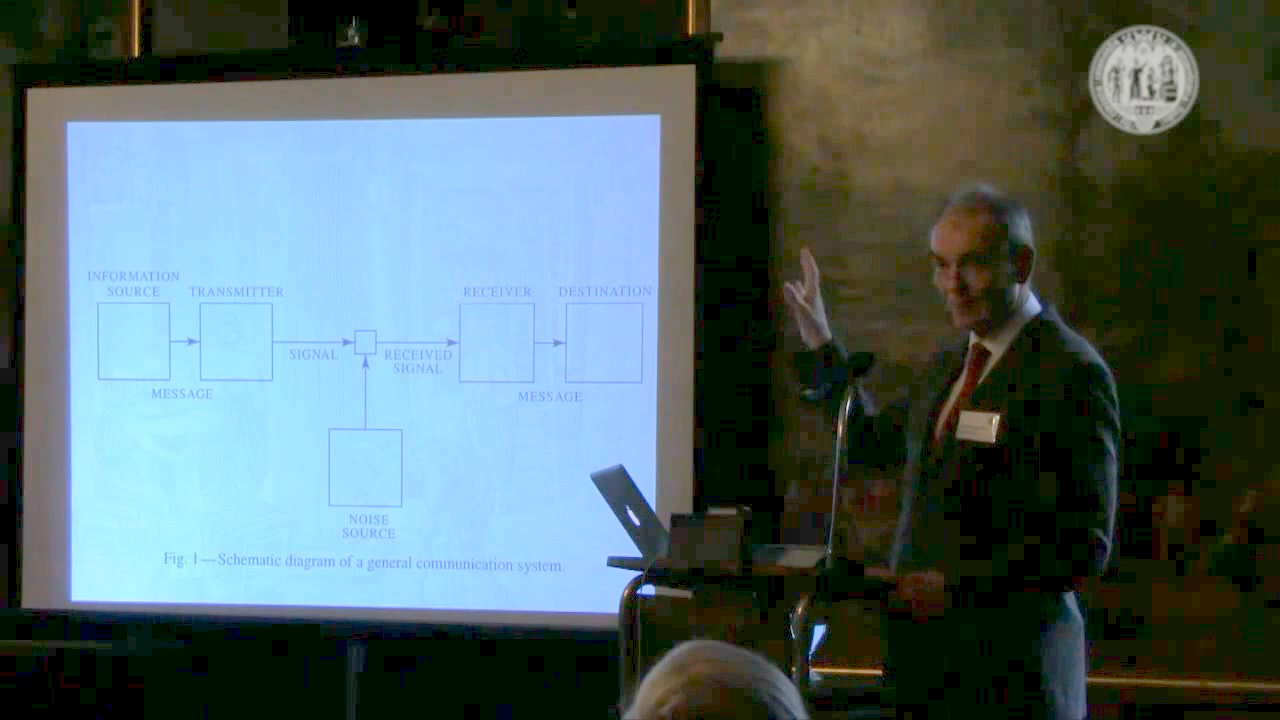 INFORMATION
SOURCE
TRANSMITTER
RECEIVER
DESTINATION
SIGNAL
RECEIVED
SIGNAL
MESSAGE
MESSAGE
NOISE
SOURCE
Fig. 1—Schematic diagram of a general communication system.